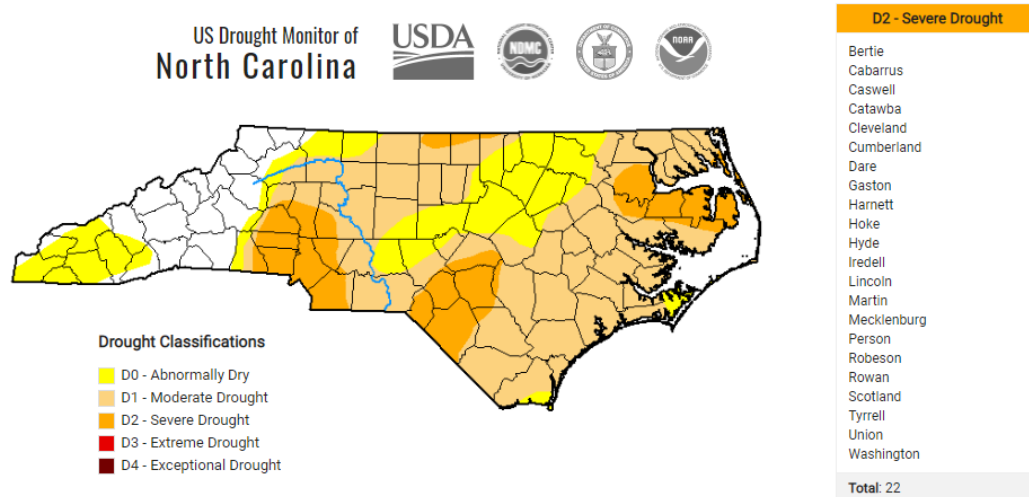 US Drought Monitor of
North Carolina
USDA
NDMC
NOAA
Drought Classifications
D0 - Abnormally Dry
D1 - Moderate Drought
D2 - Severe Drought
D3 - Extreme Drought
D4 - Exceptional Drought
D2 - Severe Drought
Bertie
Cabarrus
Caswell
Catawba
Cleveland
Cumberland
Dare
Gaston
Harnett
Hoke
Hyde
Iredell
Lincoln
Martin
Mecklenburg
Person
Robeson
Rowan
Scotland
Tyrrell
Union
Washington
Total: 22